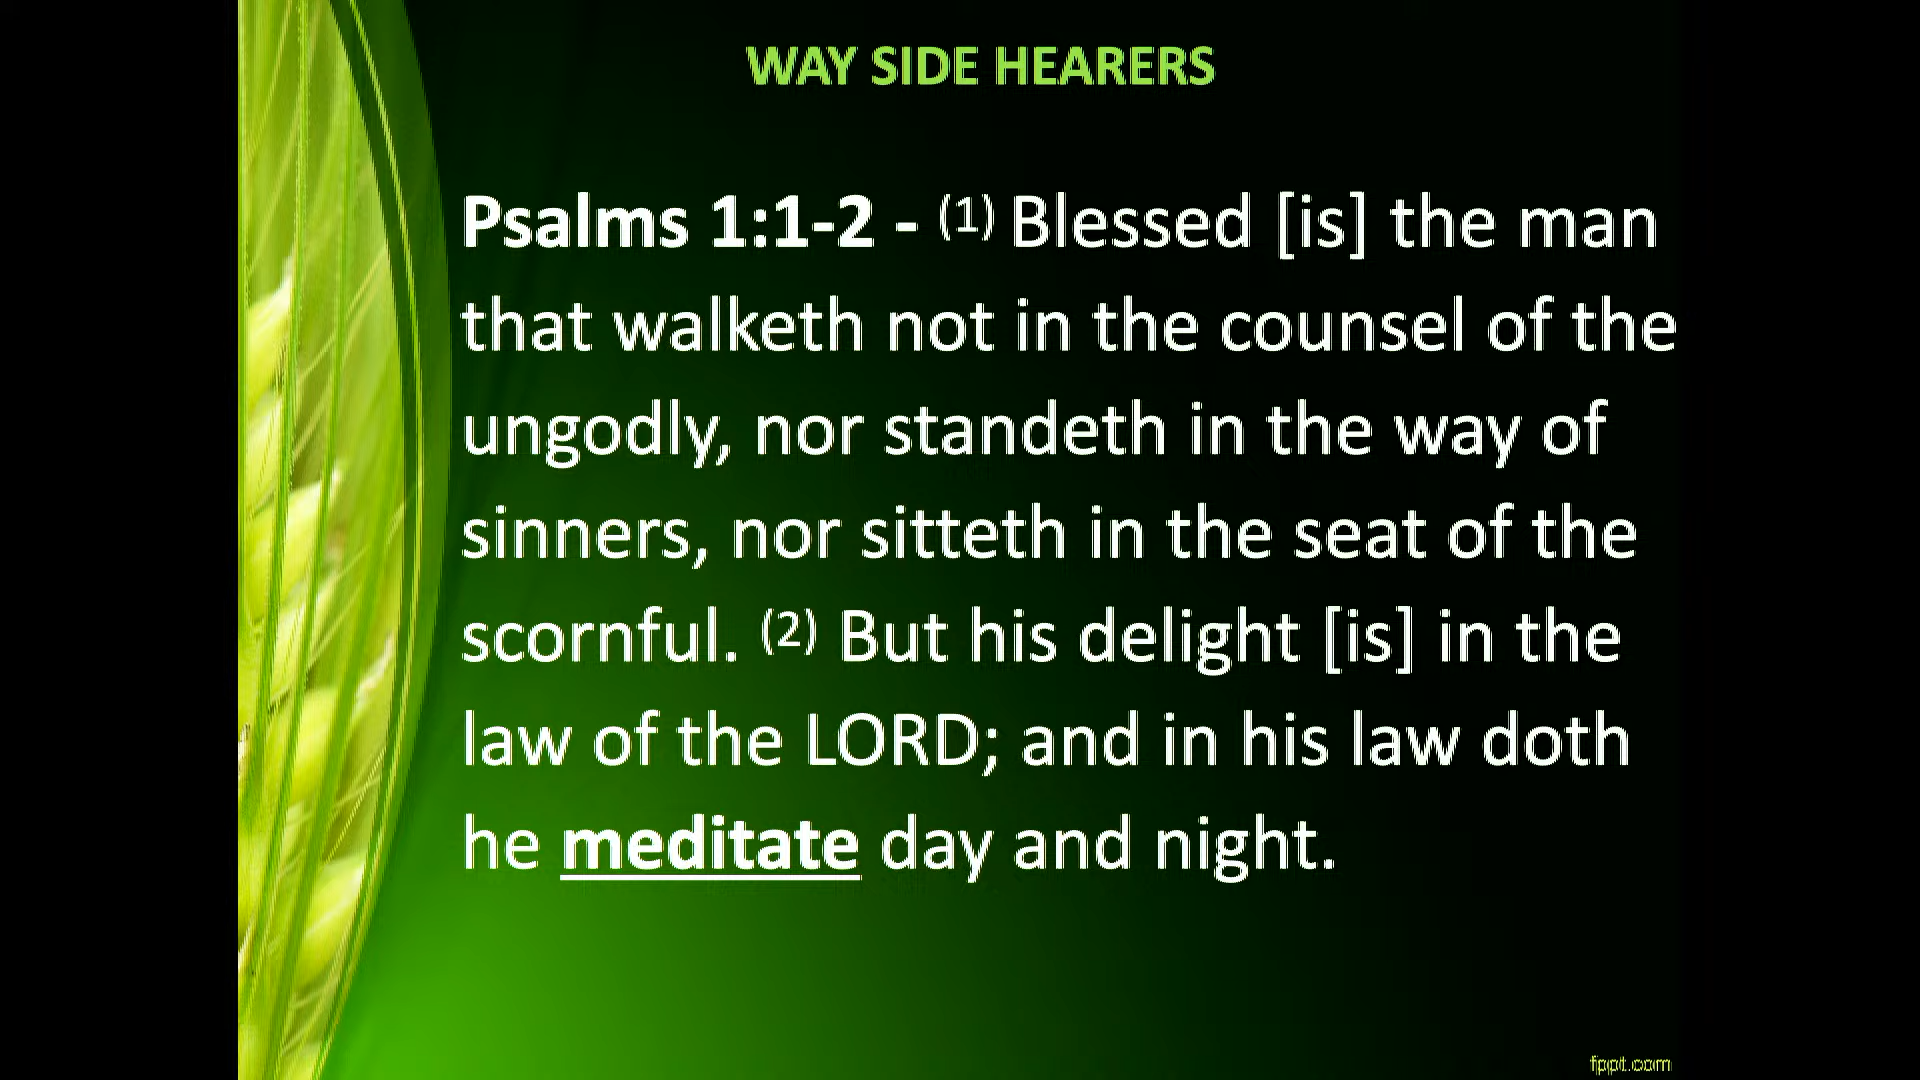 WAY SIDE HEARERS
Psalms 1:1-2 - (1) Blessed [is] the man
that walketh not in the counsel of the
ungodly, nor standeth in the way of
sinners, nor sitteth in the seat of the
scornful. (2) But his delight [is] in the
law of the LORD; and in his law doth
he meditate day and night.
fppt.com